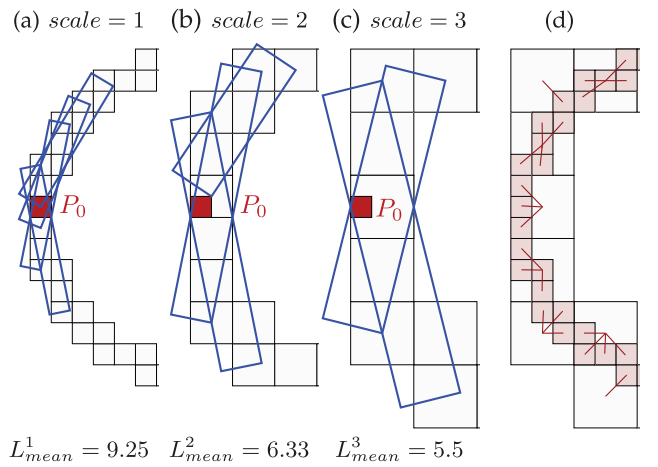 (a) scale = 1 (b) scale = 2 (c) scale = 3 (d)
P₀ P₀ P₀
L¹ₘₑₐₙ = 9.25 L²ₘₑₐₙ = 6.33 L³ₘₑₐₙ = 5.5